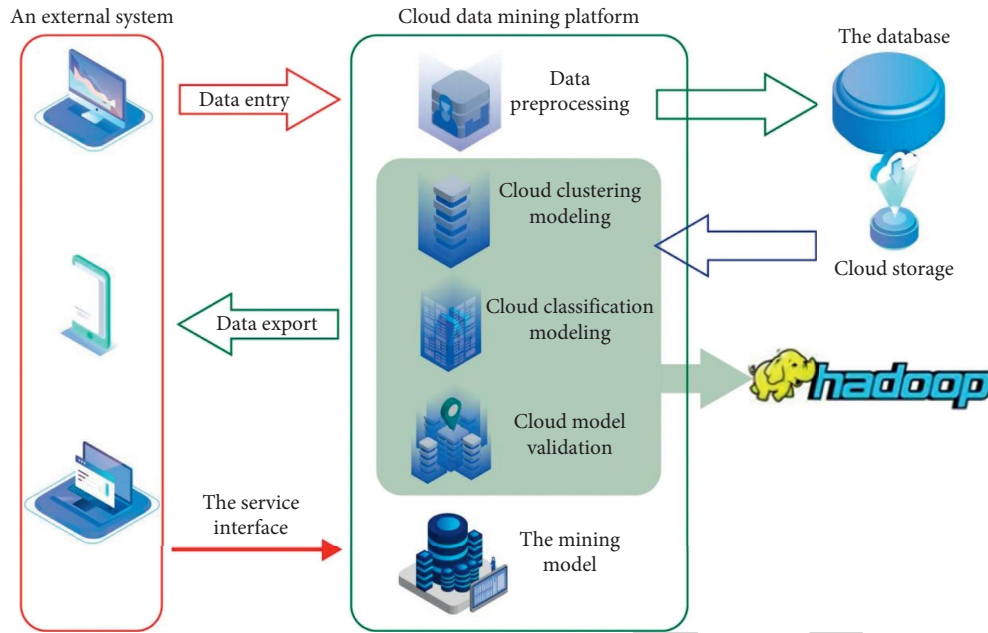 An external system
Cloud data mining platform
The database
Data entry
Data
preprocessing
Cloud clustering
modeling
Cloud storage
Data export
Cloud classification
modeling
hadoop
Cloud model
validation
The service
interface
The mining
model